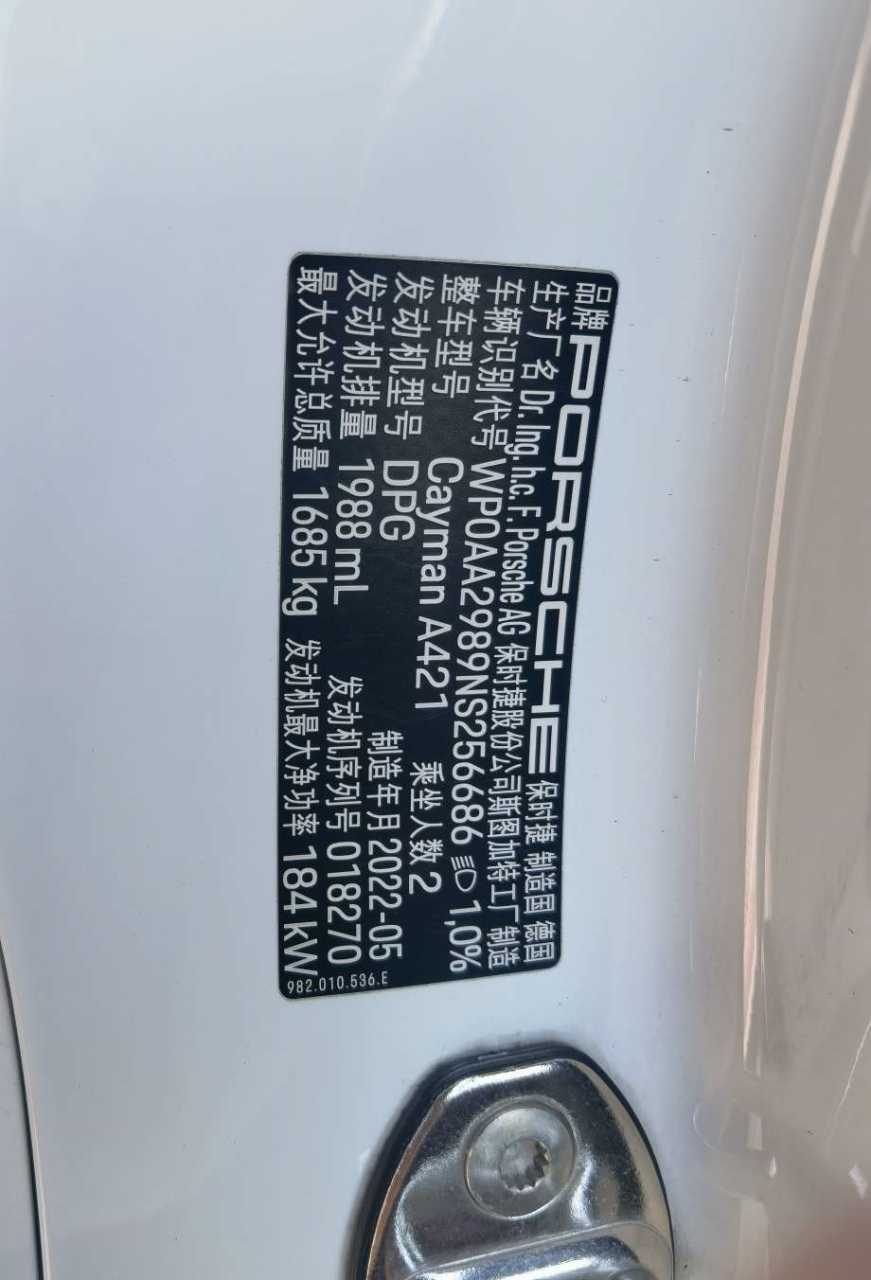 品牌 PORSCHE 保时捷 制造国 德国
生产厂名 Dr. Ing. h.c. F. Porsche AG 保时捷股份公司斯图加特工厂制造
车辆识别代号 WP0AA2989NS256686 1,0%
整车型号 Cayman A421 乘坐人数 2
发动机型号 DPG 制造年月 2022-05
发动机排量 1988 mL 发动机序列号 018270
最大允许总质量 1685 kg 发动机最大净功率 184 kW
982.010.536.E